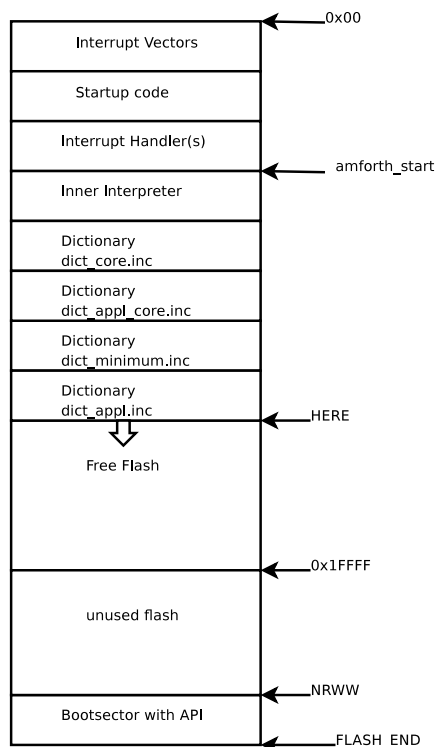 0x00
Interrupt Vectors
Startup code
Interrupt Handler(s)
amforth_start
Inner Interpreter
Dictionary
dict_core.inc
Dictionary
dict_appl_core.inc
Dictionary
dict_minimum.inc
Dictionary
dict_appl.inc
HERE
Free Flash
0x1FFFF
unused flash
NRWW
Bootsector with API
FLASH_END